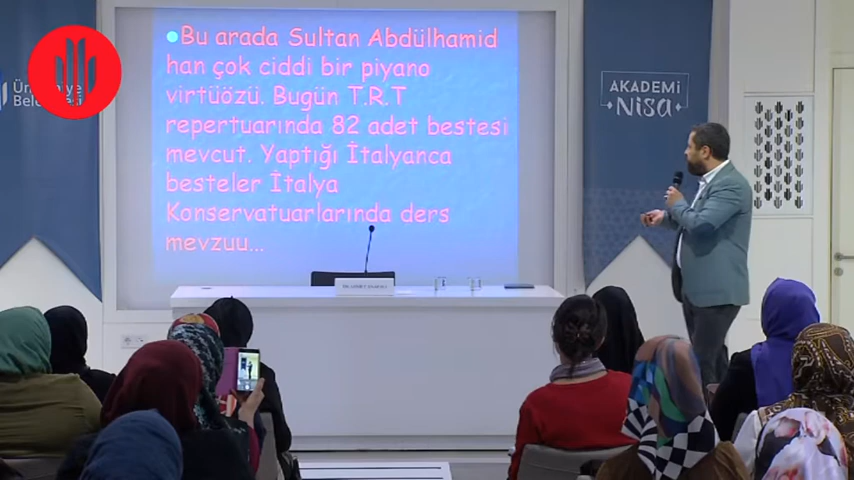 Bu arada Sultan Abdülhamid
han çok ciddi bir piyano
virtüözü. Bugün T.R.T
repertuarında 82 adet bestesi
mevcut. Yaptığı İtalyanca
besteler İtalya
Konservatuarlarında ders
mevzuu...
AKADEMİ
NİSA